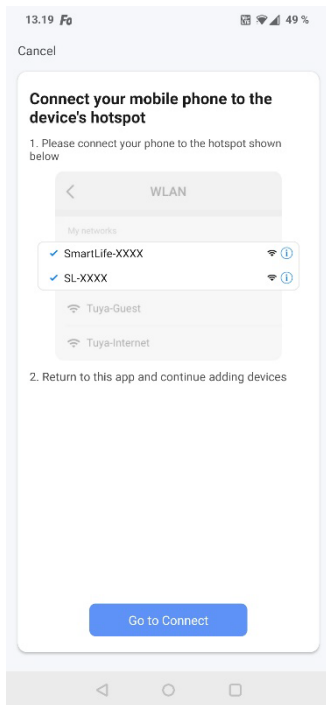 13.19 Fo 49 %
Cancel
Connect your mobile phone to the
device's hotspot
1. Please connect your phone to the hotspot shown
below
WLAN
My networks
SmartLife-XXXX
SL-XXXX
Tuya-Guest
Tuya-Internet
2. Return to this app and continue adding devices
Go to Connect